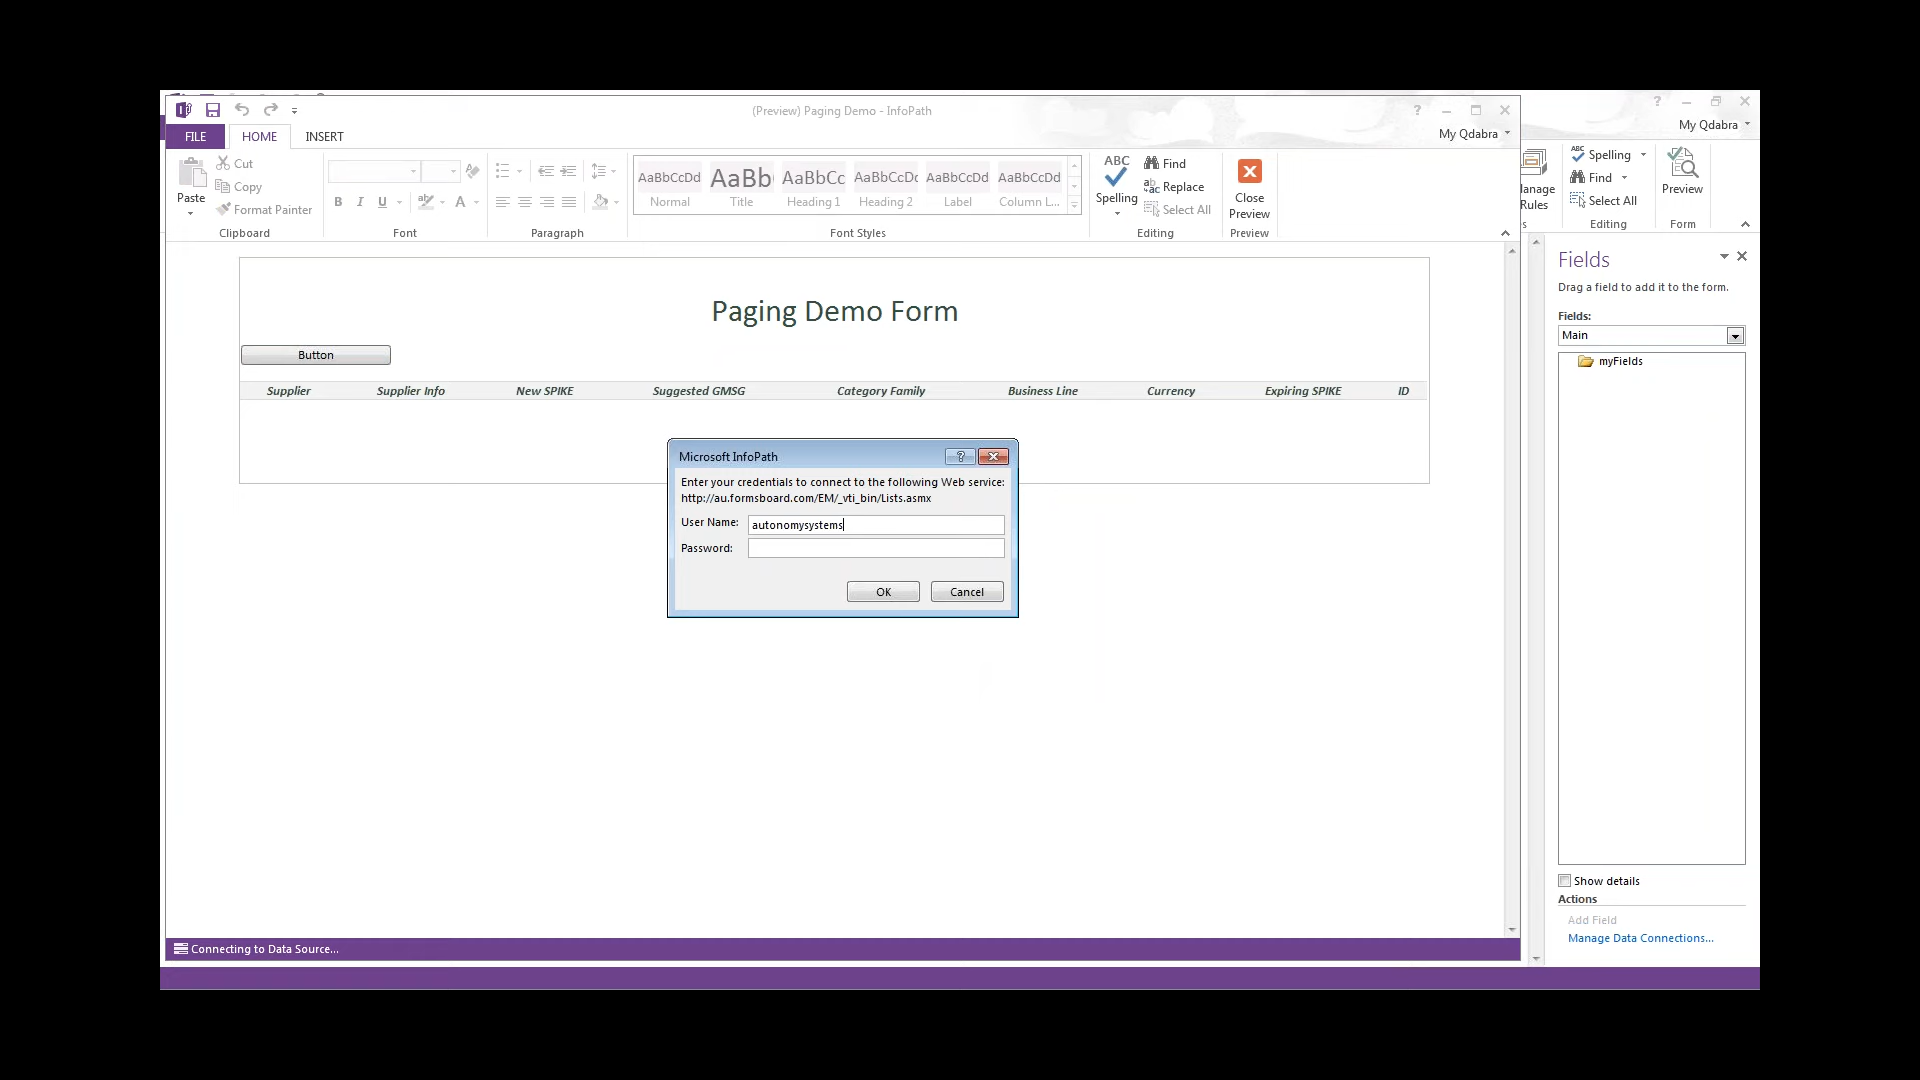 (Preview) Paging Demo - InfoPath
My Qdabra
My Qdabra
FILE
HOME
INSERT
Paste
Cut
Copy
Format Painter
Clipboard
B I U
A
Font
Paragraph
AaBbCcDd
Normal
AaBb
Title
AaBbCc
Heading 1
AaBbCcDc
Heading 2
AaBbCcDd
Label
AaBbCcDd
Column L...
Font Styles
ABC
Spelling
Find
Replace
Select All
Editing
Close
Preview
Preview
anage
Rules
s
Spelling
Find
Select All
Editing
Preview
Form
Paging Demo Form
Button
Supplier Supplier Info New SPIKE Suggested GMSG Category Family Business Line Currency Expiring SPIKE ID
Microsoft InfoPath
Enter your credentials to connect to the following Web service:
http://au.formsboard.com/EM/_vti_bin/Lists.asmx
User Name: autonomysystems
Password:
OK Cancel
Connecting to Data Source...
Fields
Drag a field to add it to the form.
Fields:
Main
myFields
Show details
Actions
Add Field
Manage Data Connections...